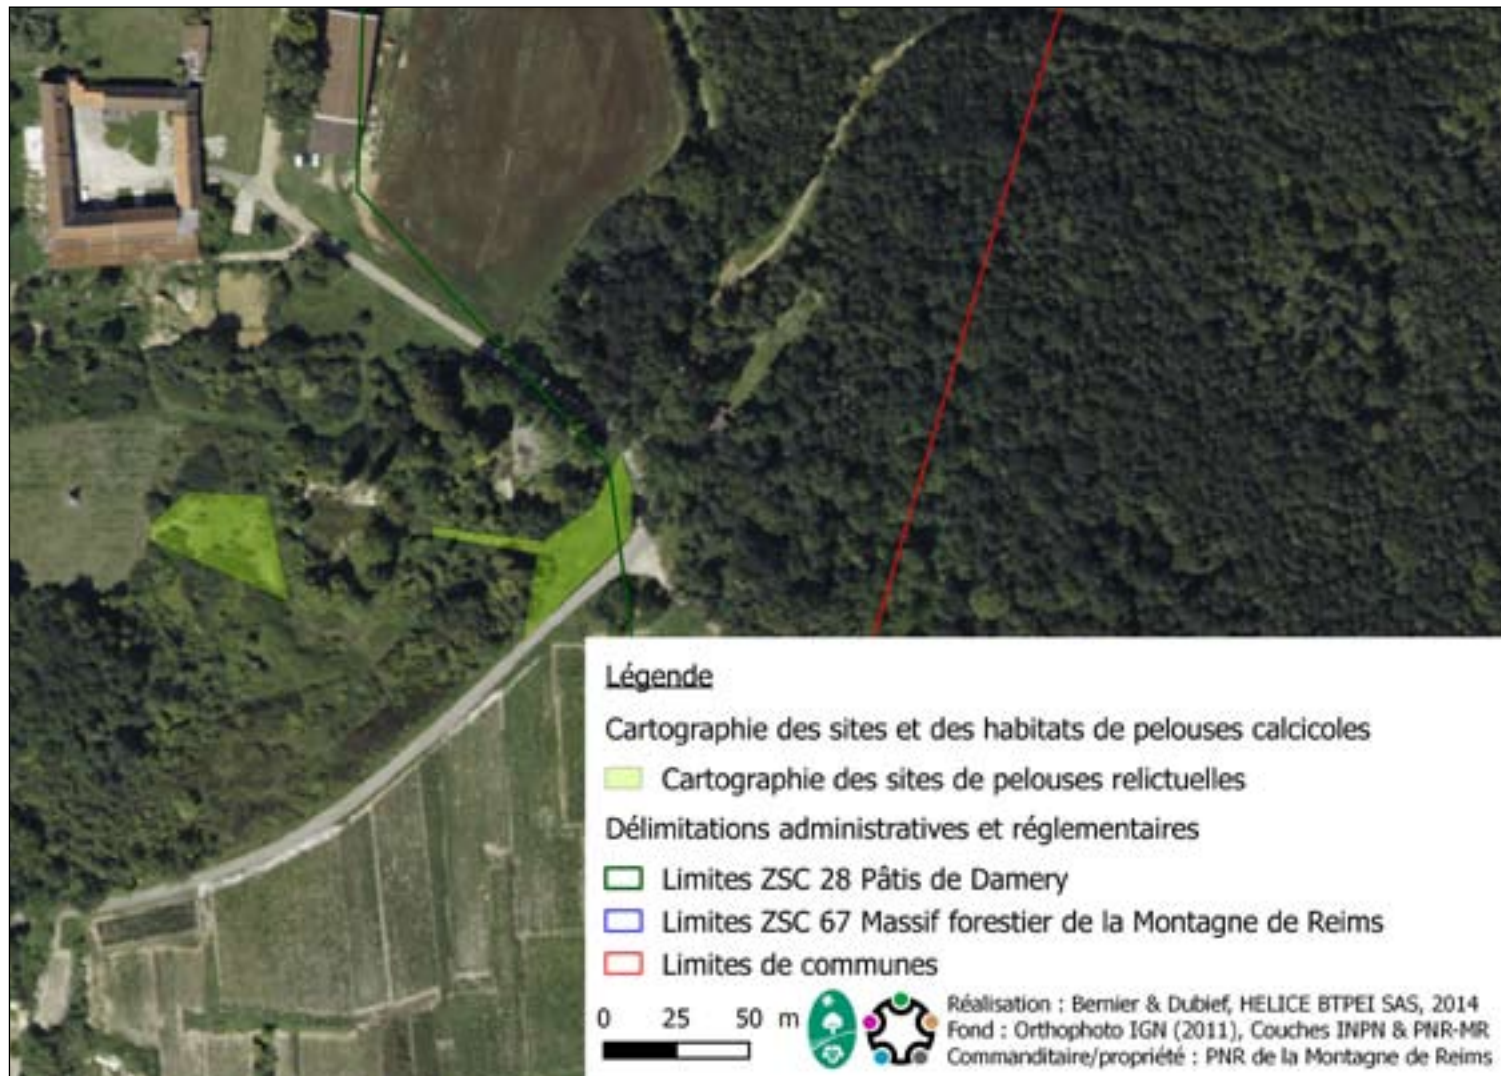 Légende
Cartographie des sites et des habitats de pelouses calcicoles
Cartographie des sites de pelouses relictuelles
Délimitations administratives et réglementaires
Limites ZSC 28 Pâtis de Damery
Limites ZSC 67 Massif forestier de la Montagne de Reims
Limites de communes
0 25 50 m
Réalisation : Bernier & Dubief, HELICE BTPEI SAS, 2014
Fond : Orthophoto IGN (2011), Couches INPN & PNR-MR
Commanditaire/propriété : PNR de la Montagne de Reims